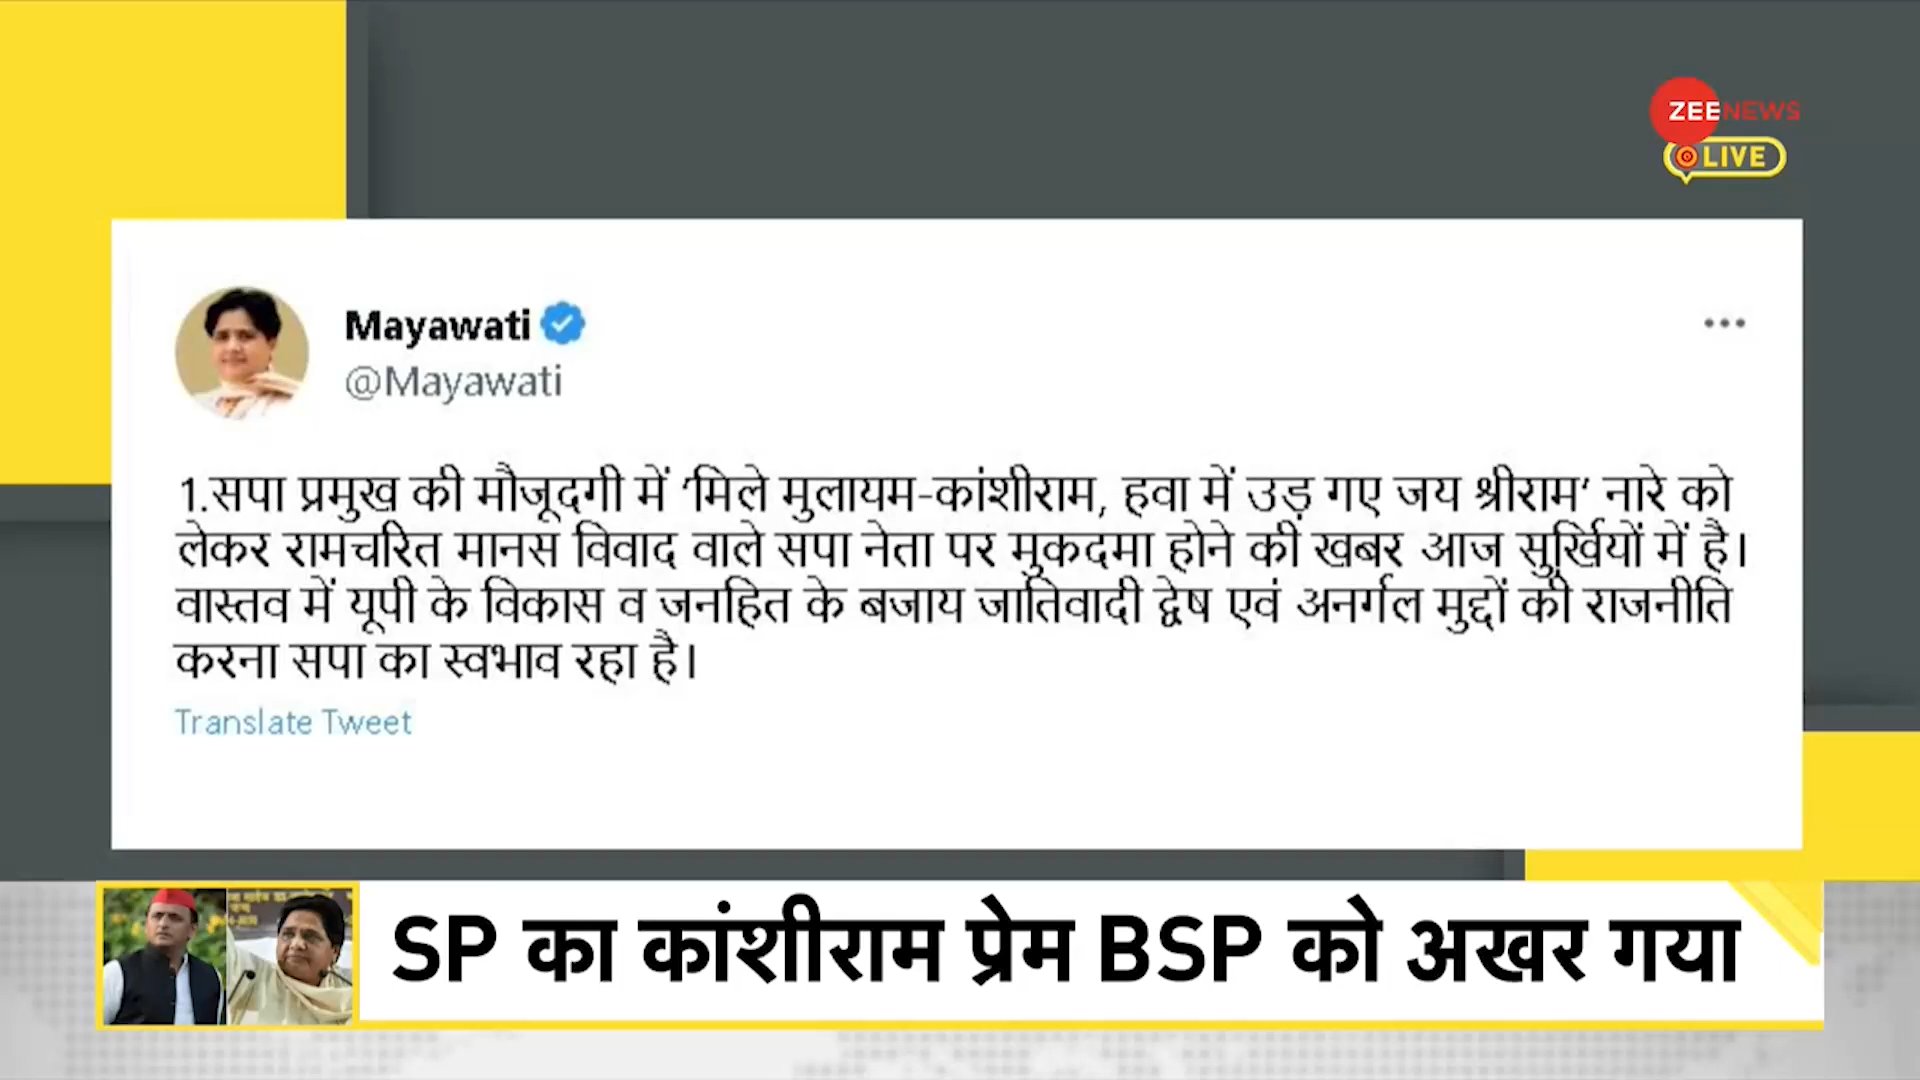 ZEENEWS
LIVE
Mayawati
@Mayawati
1.सपा प्रमुख की मौजूदगी में ‘मिले मुलायम-कांशीराम, हवा में उड़ गए जय श्रीराम‘ नारे को
लेकर रामचरित मानस विवाद वाले सपा नेता पर मुकदमा होने की खबर आज सुर्खियों में है।
वास्तव में यूपी के विकास व जनहित के बजाय जातिवादी द्वेष एवं अनर्गल मुद्दों की राजनीति
करना सपा का स्वभाव रहा है।
Translate Tweet
SP का कांशीराम प्रेम BSP को अखर गया